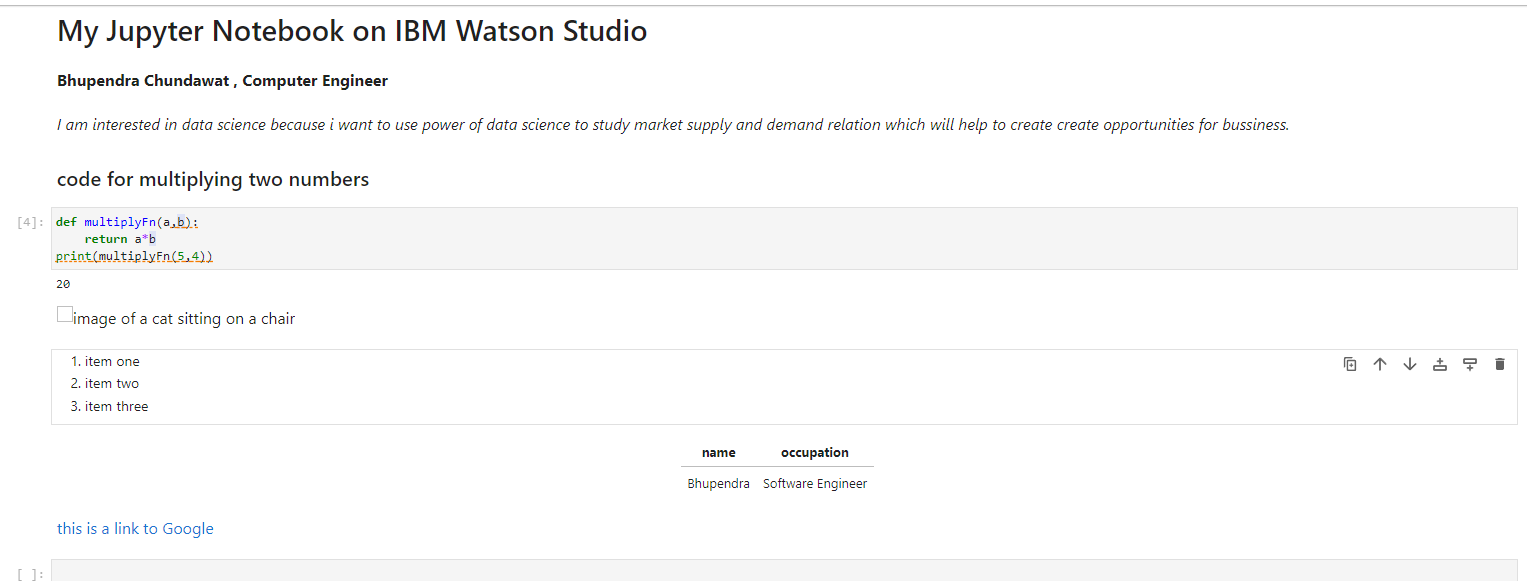 My Jupyter Notebook on IBM Watson Studio
Bhupendra Chundawat , Computer Engineer
I am interested in data science because i want to use power of data science to study market supply and demand relation which will help to create create opportunities for bussiness.
code for multiplying two numbers
[4]: def multiplyFn(a,b):
    return a*b
print(multiplyFn(5,4))
20
image of a cat sitting on a chair
1. item one
2. item two
3. item three
name occupation
Bhupendra Software Engineer
this is a link to Google
[ ]: